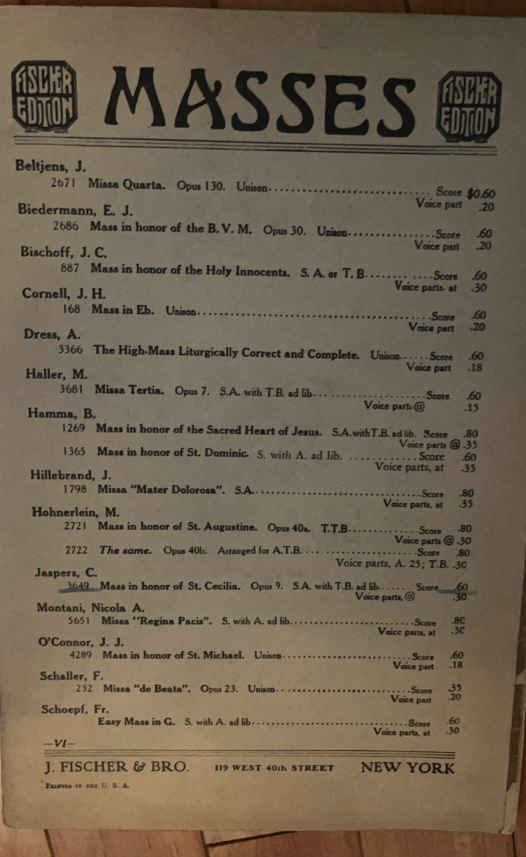 FISCHER EDITION MASSES FISCHER EDITION
Beltjens, J.
2671 Missa Quarta. Opus 130. Unison Score $0.60
Voice part .20
Biedermann, E. J.
2686 Mass in honor of the B. V. M. Opus 30. Unison Score .60
Voice part .20
Bischoff, J. C.
887 Mass in honor of the Holy Innocents. S. A. or T. B. Score .60
Voice parts, at .30
Cornell, J. H.
168 Mass in Eb. Unison Score .60
Voice part .20
Dress, A.
3366 The High-Mass Liturgically Correct and Complete. Unison Score .60
Voice part .18
Haller, M.
3681 Missa Tertia. Opus 7. S.A. with T.B. ad lib. Score .60
Voice parts @ .15
Hamma, B.
1269 Mass in honor of the Sacred Heart of Jesus. S.A. with T.B. ad lib. Score .80
Voice parts @ .35
1365 Mass in honor of St. Dominic. S. with A. ad lib. Score .60
Voice parts, at .35
Hillebrand, J.
1798 Missa "Mater Dolorosa". S.A. Score .80
Voice parts, at .35
Hohnerlein, M.
2721 Mass in honor of St. Augustine. Opus 40a. T.T.B. Score .80
Voice parts @ .30
2722 The same. Opus 40b. Arranged for A.T.B. Score .80
Voice parts, A. 25; T.B. .30
Jaspers, C.
3649 Mass in honor of St. Cecilia. Opus 9. S.A. with T.B. ad lib. Score .60
Voice parts, @ .30
Montani, Nicola A.
5651 Missa "Regina Pacis". S. with A. ad lib. Score .80
Voice parts, at .30
O'Connor, J. J.
4289 Mass in honor of St. Michael. Unison Score .60
Voice part .18
Schaller, F.
232 Missa "de Beata". Opus 23. Unison Score .35
Voice part .20
Schoepf, Fr.
Easy Mass in G. S. with A. ad lib. Score .60
Voice parts, at .30
—VI—
J. FISCHER & BRO. 119 WEST 40th STREET NEW YORK
Printed in the U. S. A.